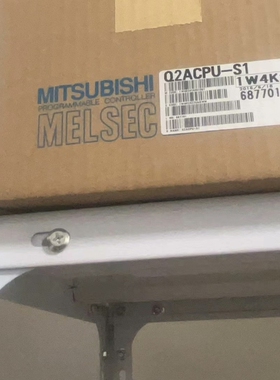 MITSUBISHI
PROGRAMMABLE CONTROLLER
MELSEC
Q2ACPU-S1
1W4K
687701